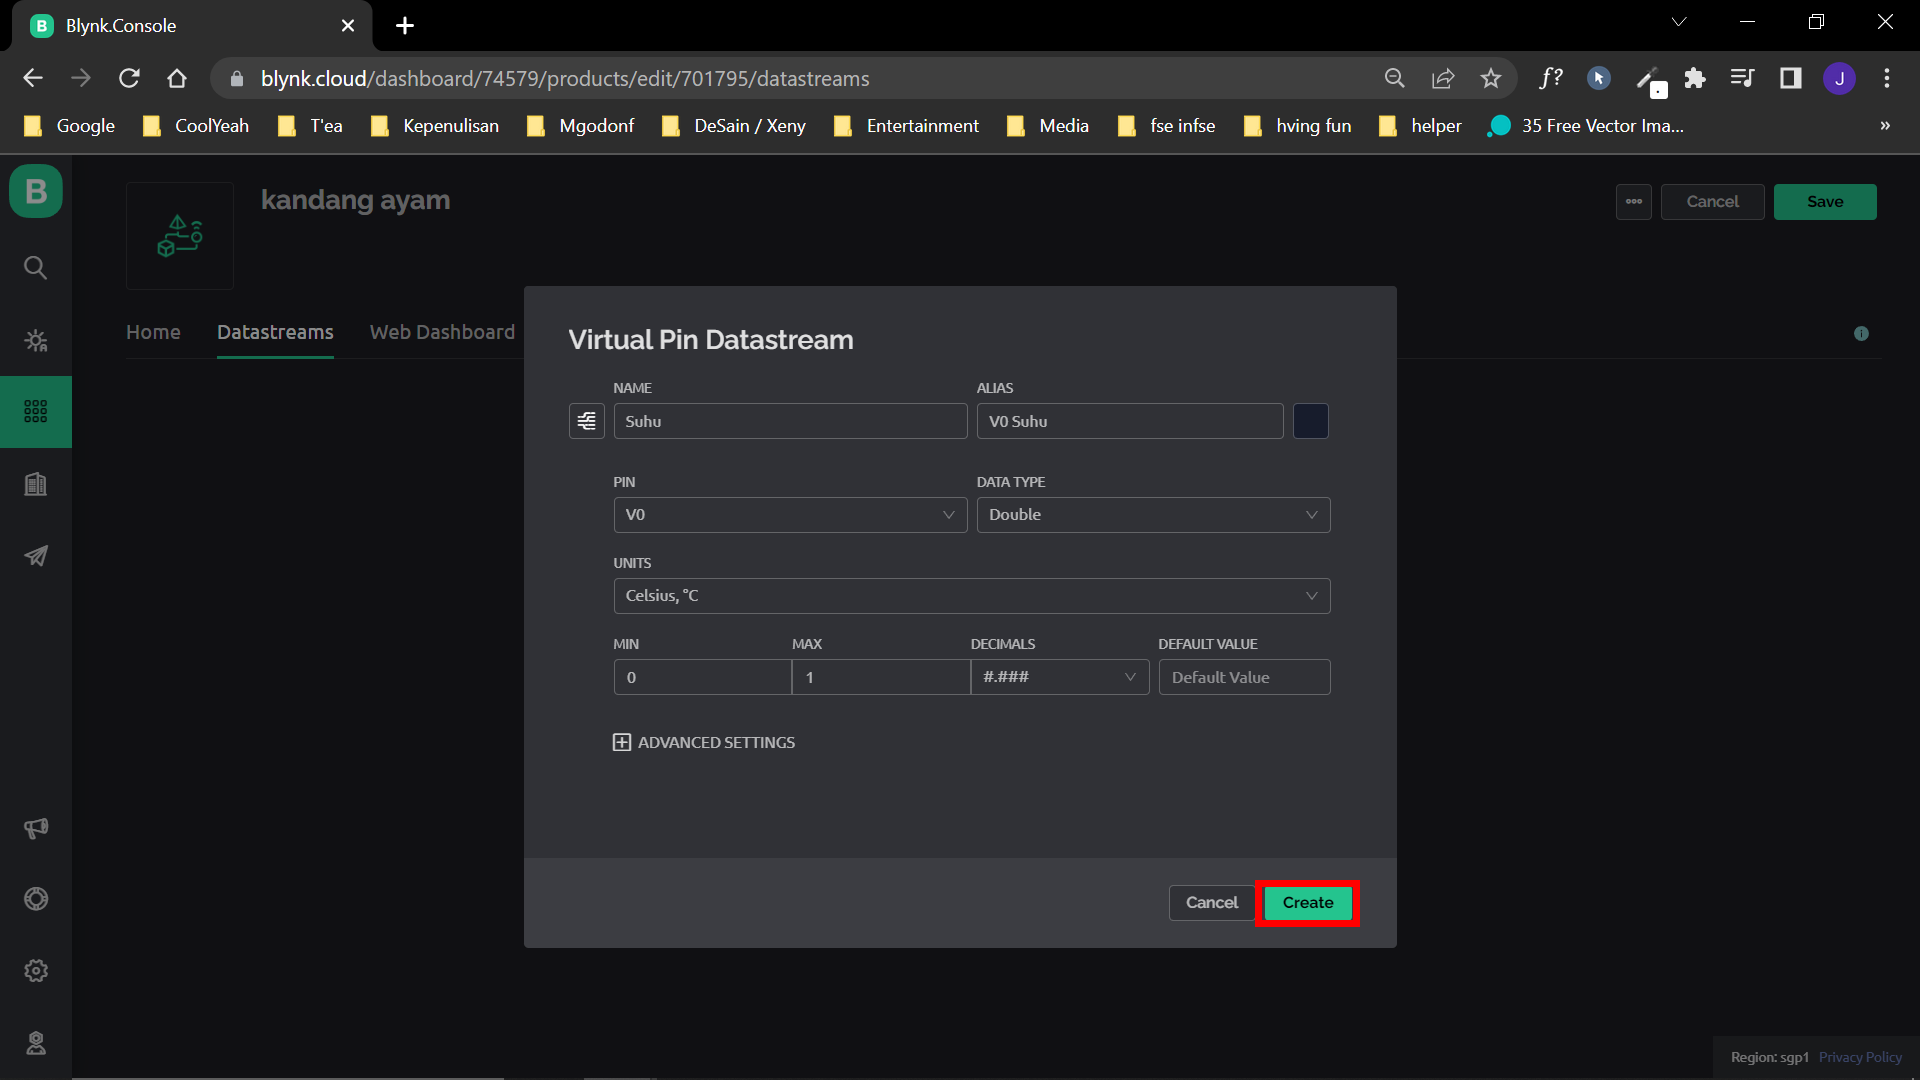 B Blynk.Console
blynk.cloud/dashboard/74579/products/edit/701795/datastreams
f?
J
Google CoolYeah T'ea Kepenulisan Mgodonf DeSain / Xeny Entertainment Media fse infse hving fun helper 35 Free Vector Ima... »
B
kandang ayam
Cancel Save
Home Datastreams Web Dashboard
Virtual Pin Datastream
NAME ALIAS
Suhu V0 Suhu
PIN DATA TYPE
V0 Double
UNITS
Celsius, °C
MIN MAX DECIMALS DEFAULT VALUE
0 1 #.### Default Value
ADVANCED SETTINGS
Cancel Create
Region: sgp1 Privacy Policy